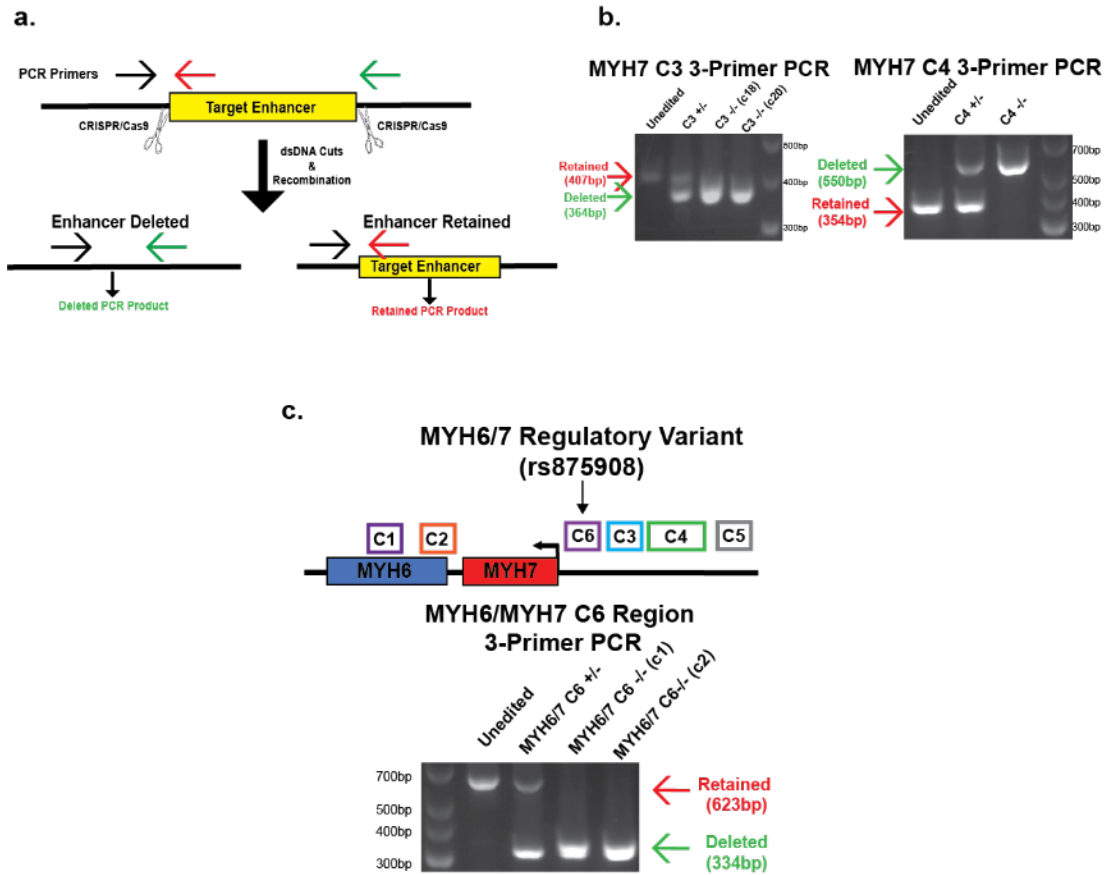 a.
PCR Primers
Target Enhancer
CRISPR/Cas9
CRISPR/Cas9
dsDNA Cuts
&
Recombination
Enhancer Deleted
Enhancer Retained
Target Enhancer
Deleted PCR Product
Retained PCR Product
b.
MYH7 C3 3-Primer PCR
Unedited
C3 +/-
C3 -/- (c18)
C3 -/- (c20)
Retained
(407bp)
Deleted
(364bp)
500bp
400bp
300bp
MYH7 C4 3-Primer PCR
Unedited
C4 +/-
C4 -/-
Deleted
(550bp)
Retained
(354bp)
700bp
500bp
400bp
300bp
c.
MYH6/7 Regulatory Variant
(rs875908)
C1
C2
C6
C3
C4
C5
MYH6
MYH7
MYH6/MYH7 C6 Region
3-Primer PCR
Unedited
MYH6/7 C6 +/-
MYH6/7 C6 -/- (c1)
MYH6/7 C6-/- (c2)
700bp
500bp
400bp
300bp
Retained
(623bp)
Deleted
(334bp)